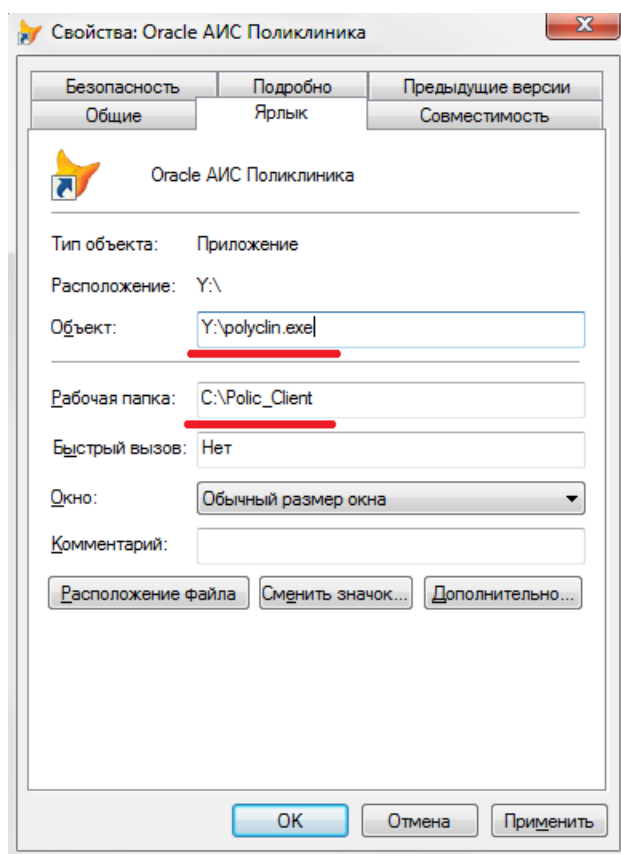 Свойства: Oracle АИС Поликлиника
Безопасность Подробно Предыдущие версии
Общие Ярлык Совместимость
Oracle АИС Поликлиника
Тип объекта: Приложение
Расположение: Y:\
Объект: Y:\polyclin.exe
Рабочая папка: C:\Polic_Client
Быстрый вызов: Нет
Окно: Обычный размер окна
Комментарий:
Расположение файла Сменить значок... Дополнительно...
OK Отмена Применить